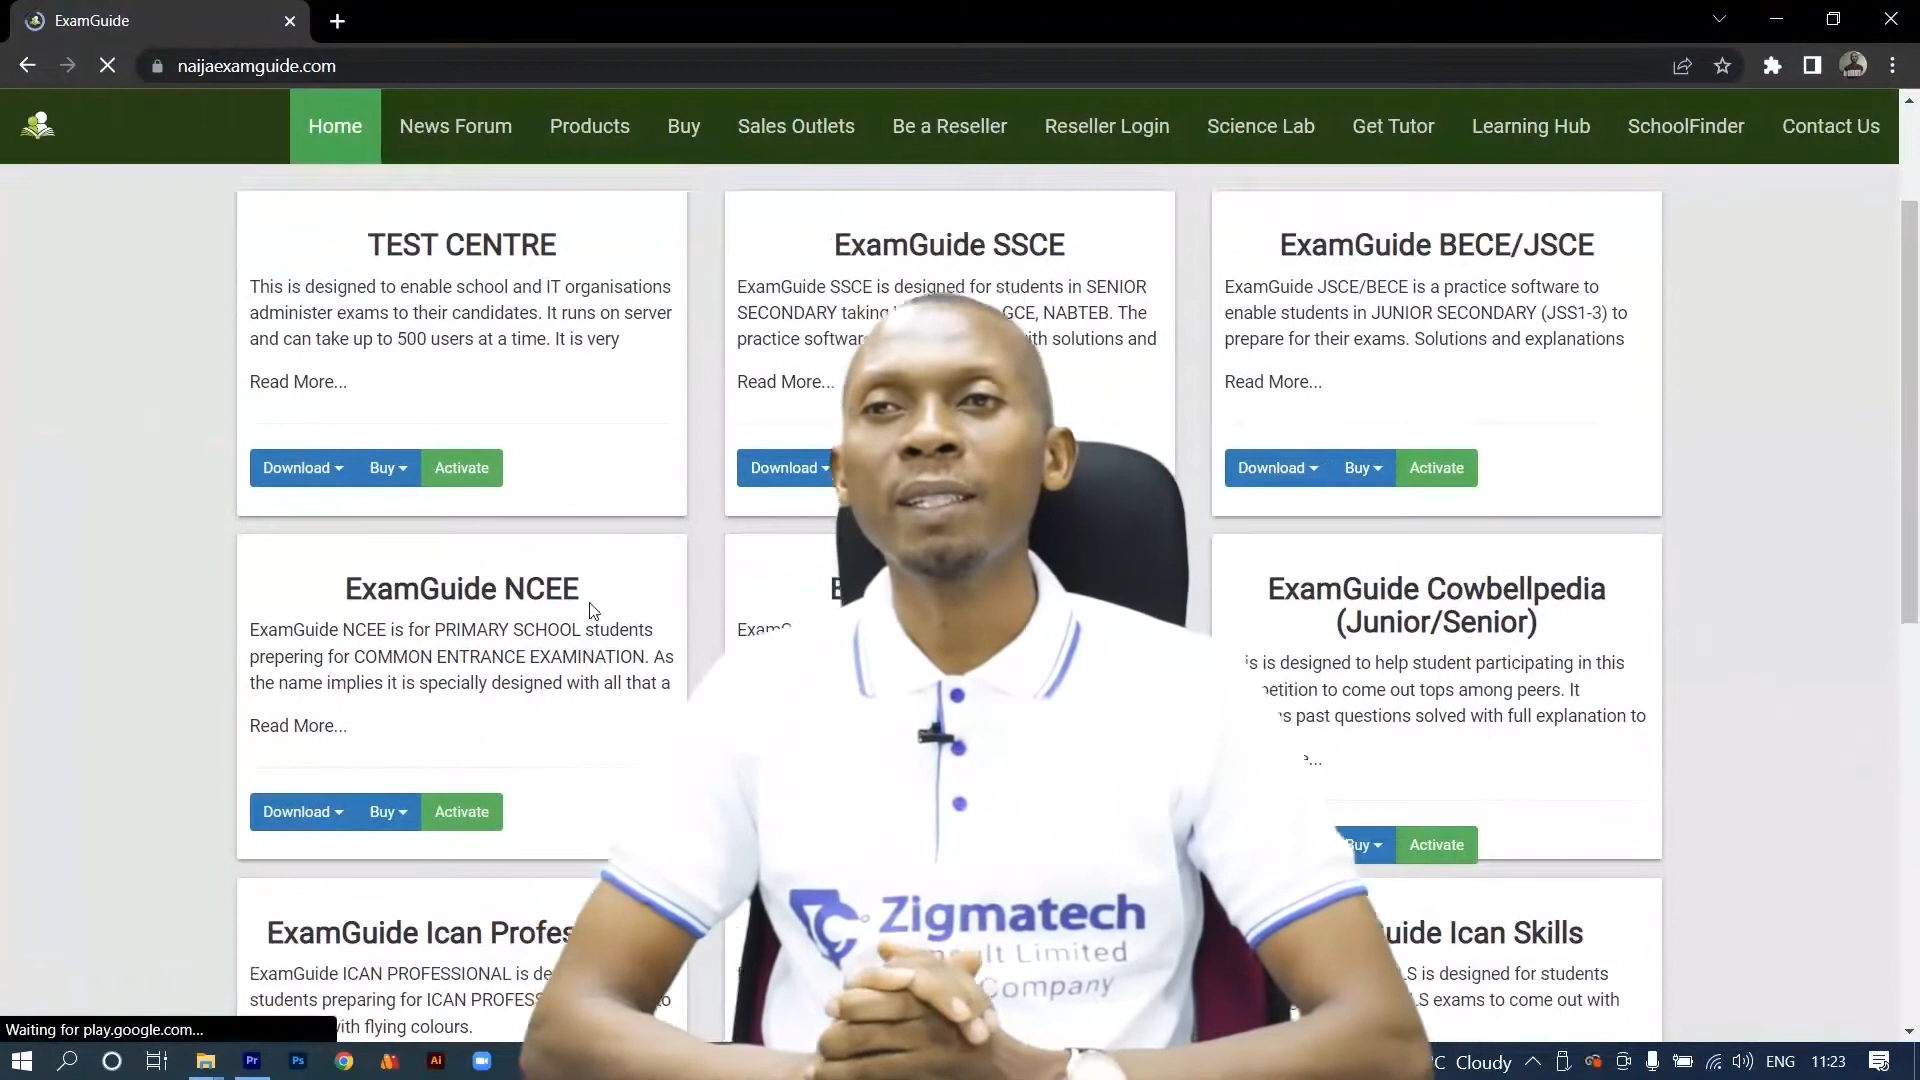 ExamGuide
naijaexamguide.com
Home News Forum Products Buy Sales Outlets Be a Reseller Reseller Login Science Lab Get Tutor Learning Hub SchoolFinder Contact Us
TEST CENTRE
This is designed to enable school and IT organisations
administer exams to their candidates. It runs on server
and can take up to 500 users at a time. It is very
Read More...
Download Buy Activate
ExamGuide SSCE
ExamGuide SSCE is designed for students in SENIOR
SECONDARY taking GCE, NABTEB. The
practice with solutions and
Read More...
Download
ExamGuide BECE/JSCE
ExamGuide JSCE/BECE is a practice software to
enable students in JUNIOR SECONDARY (JSS1-3) to
prepare for their exams. Solutions and explanations
Read More...
Download Buy Activate
ExamGuide NCEE
ExamGuide NCEE is for PRIMARY SCHOOL students
prepering for COMMON ENTRANCE EXAMINATION. As
the name implies it is specially designed with all that a
Read More...
Download Buy Activate
ExamGuide Cowbellpedia
(Junior/Senior)
is designed to help student participating in this
to come out tops among peers. It
past questions solved with full explanation to
Buy Activate
ExamGuide Ican
ExamGuide ICAN PROFESSIONAL is
students preparing for ICAN
with flying colours.
Ican Skills
is designed for students
exams to come out with
Zigmatech
Limited
Company
Waiting for play.google.com...
Pr Ps Ai
Cloudy ENG 11:23